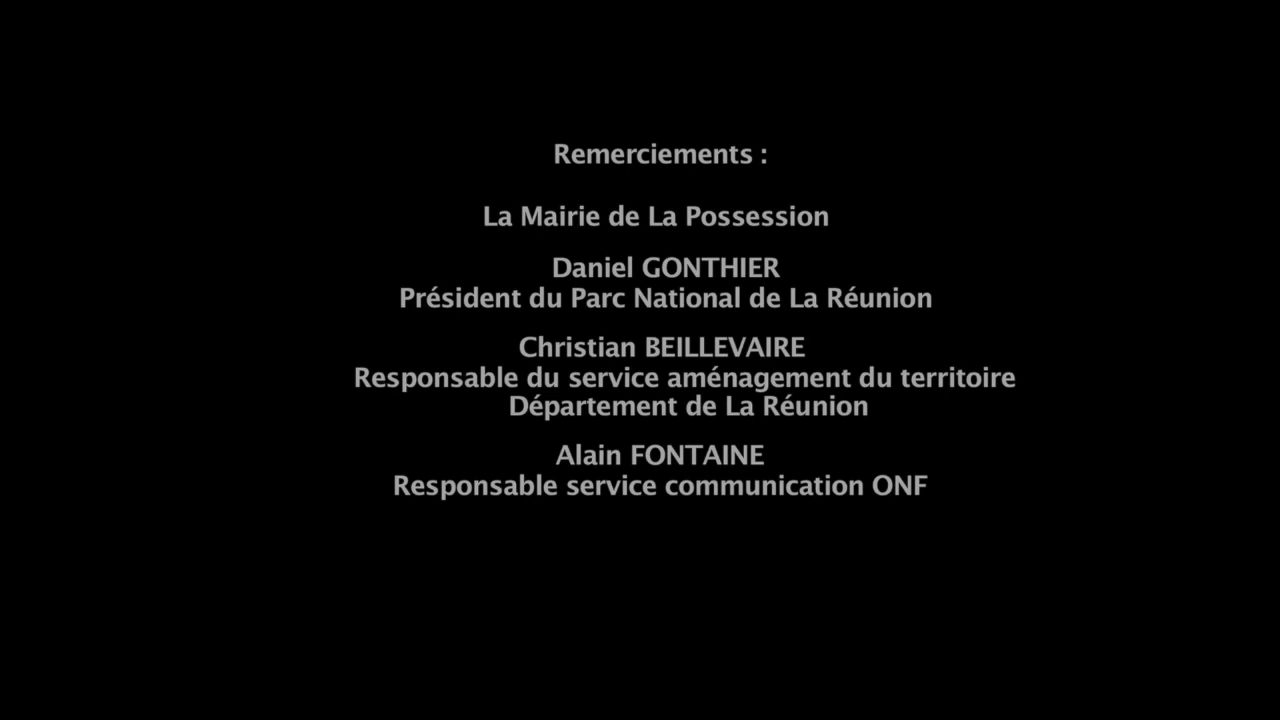 Remerciements :
La Mairie de La Possession
Daniel GONTHIER
Président du Parc National de La Réunion
Christian BEILLEVAIRE
Responsable du service aménagement du territoire
Département de La Réunion
Alain FONTAINE
Responsable service communication ONF